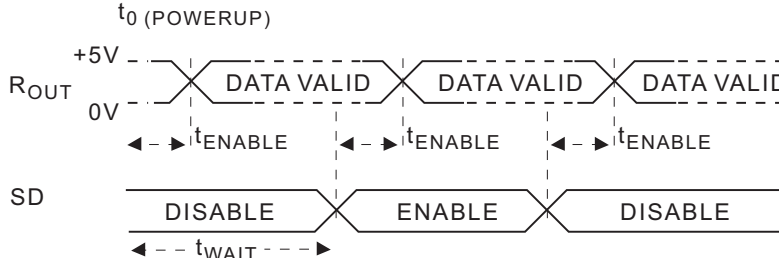 t0 (POWERUP)
+5V
ROUT
DATA VALID DATA VALID DATA VALID
0V
tENABLE tENABLE tENABLE
SD
DISABLE ENABLE DISABLE
tWAIT